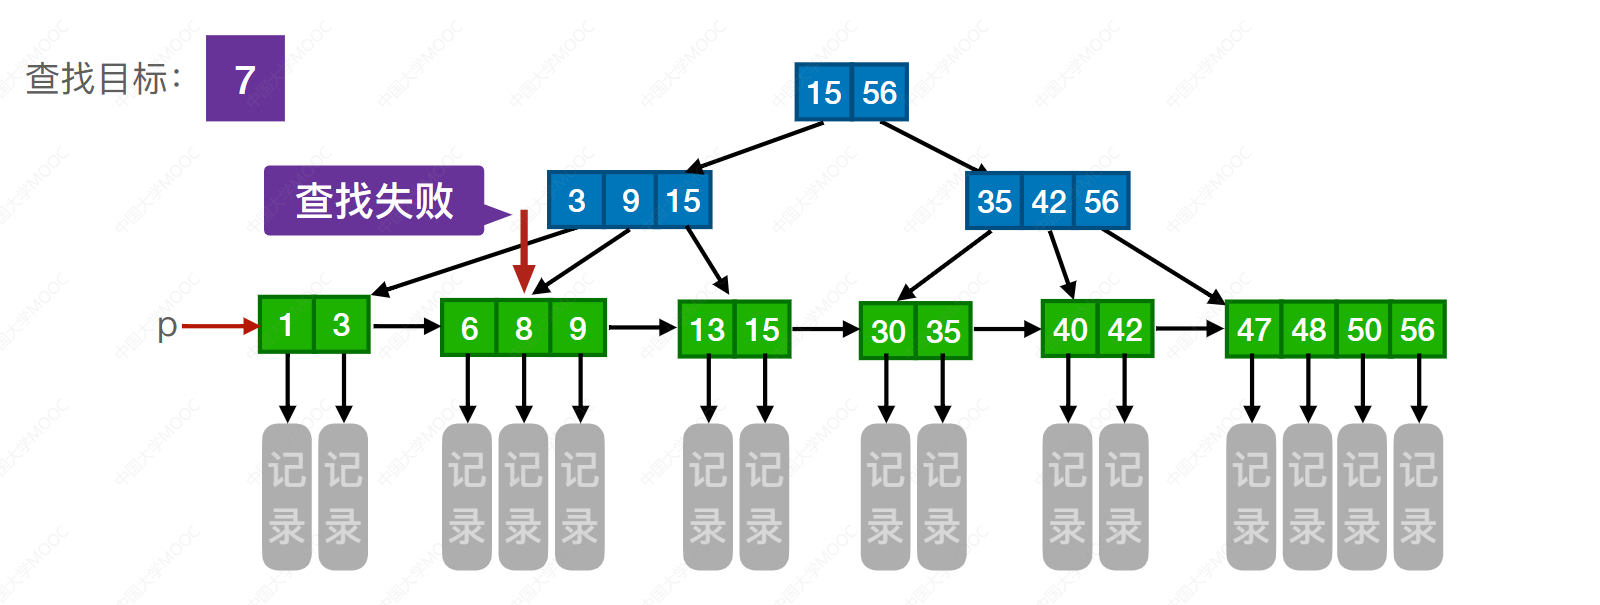 查找目标： 7
15 56
查找失败
3 9 15
35 42 56
p
1 3
6 8 9
13 15
30 35
40 42
47 48 50 56
记录 记录 记录 记录 记录 记录 记录 记录 记录 记录 记录 记录 记录 记录 记录
中国大学MOOC